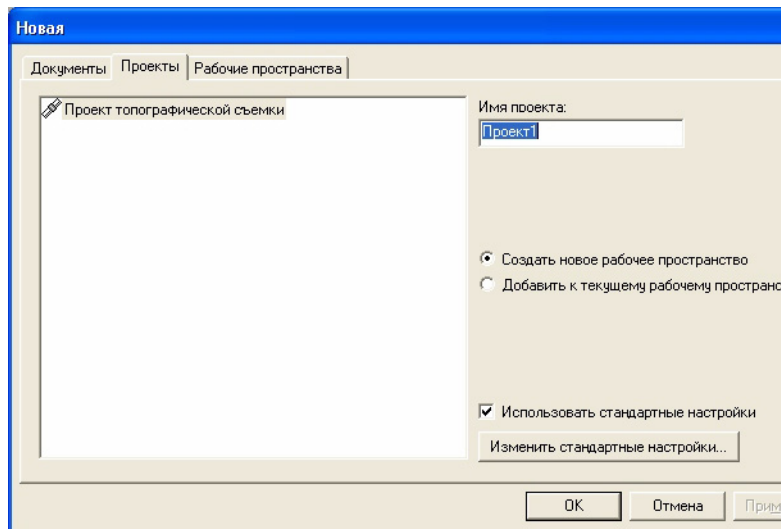 Новая
Документы Проекты Рабочие пространства
Проект топографической съемки
Имя проекта:
Проект1
Создать новое рабочее пространство
Добавить к текущему рабочему пространс
Использовать стандартные настройки
Изменить стандартные настройки...
OK Отмена Прим